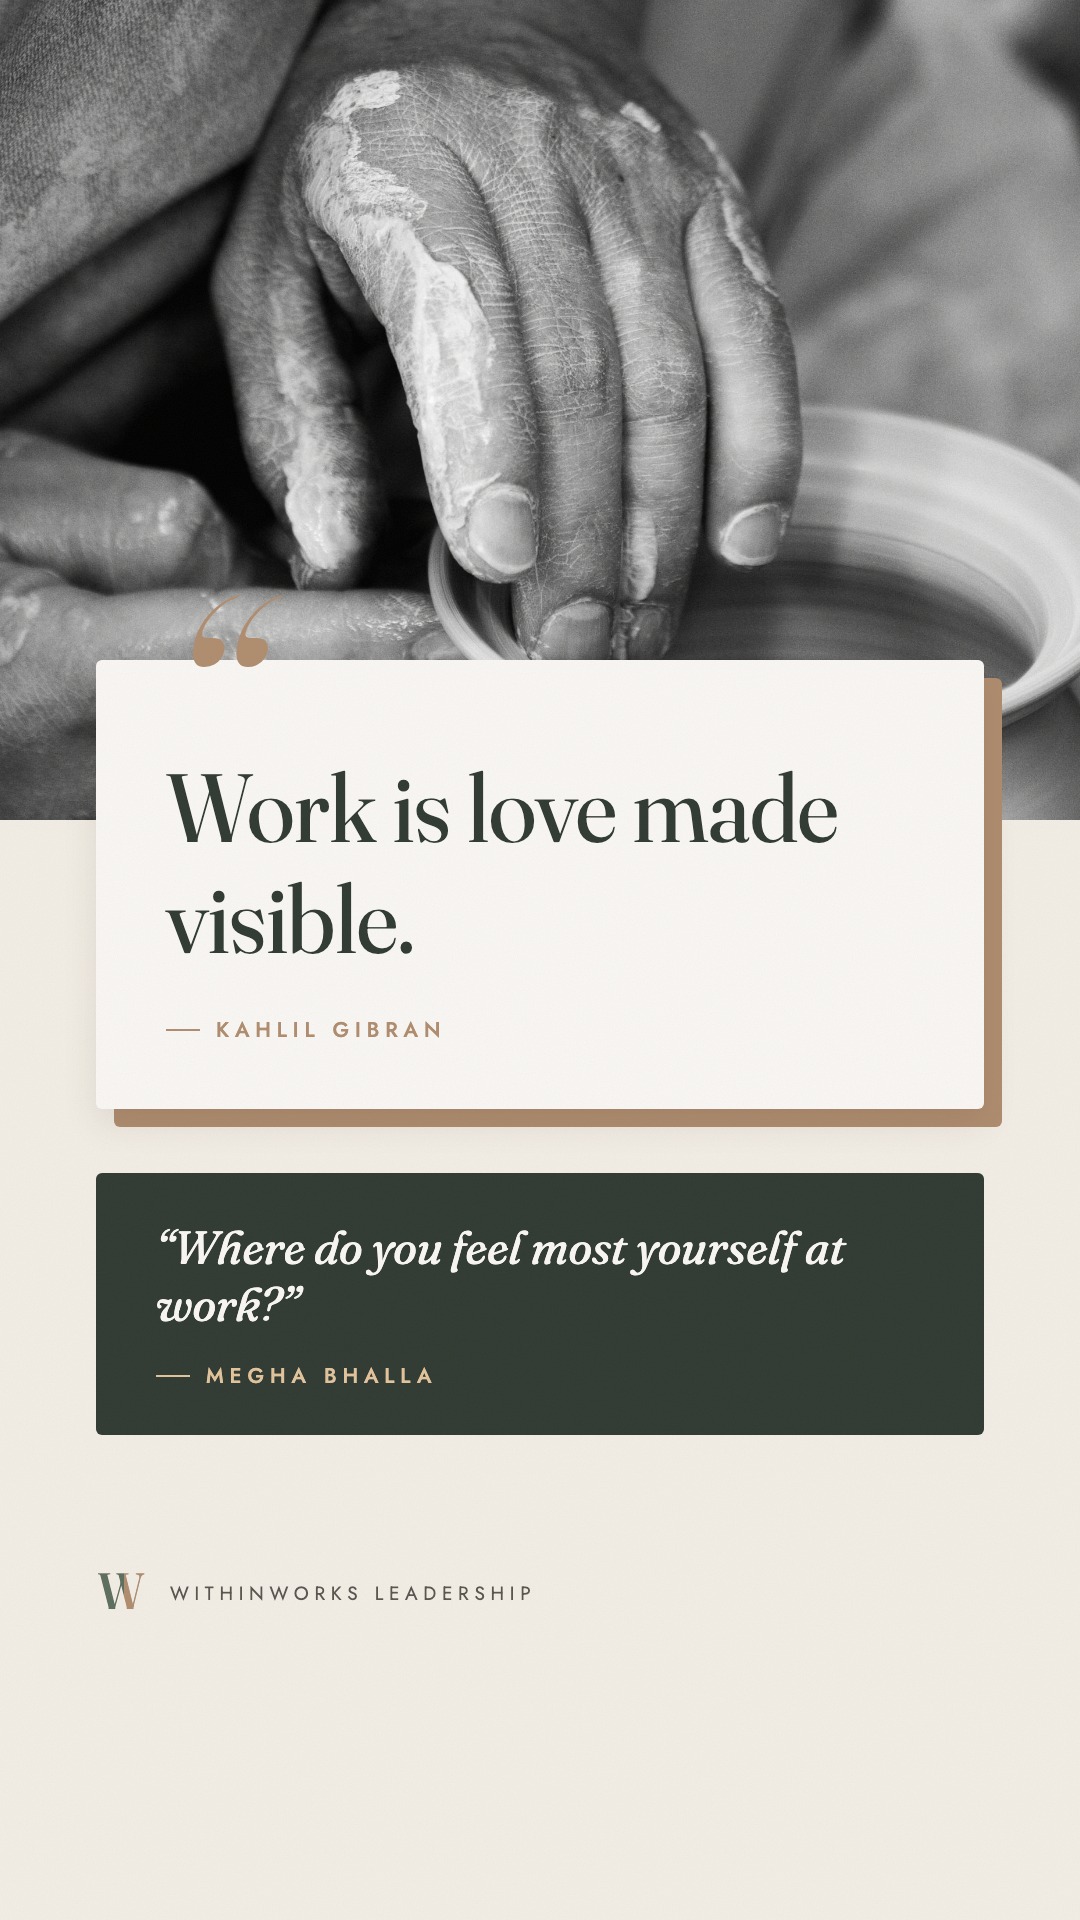 “
Work is love made
visible.
— KAHLIL GIBRAN
“Where do you feel most yourself at
work?”
— MEGHA BHALLA
W WITHINWORKS LEADERSHIP